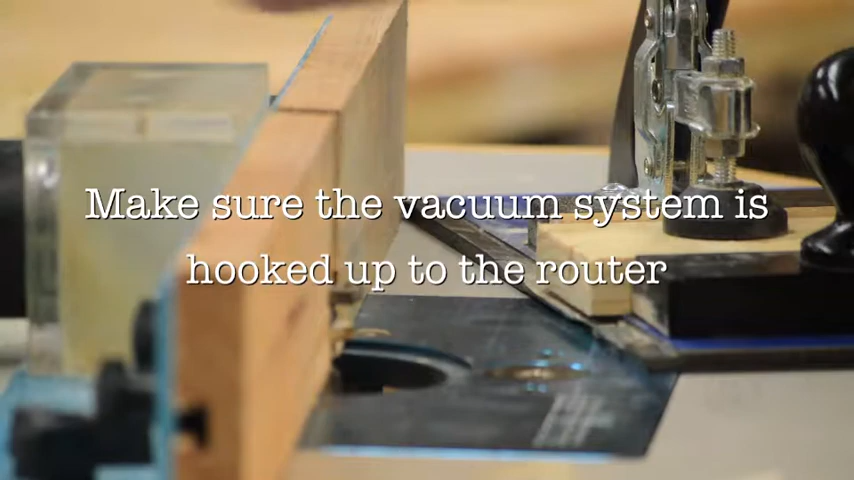 Make sure the vacuum system is
hooked up to the router